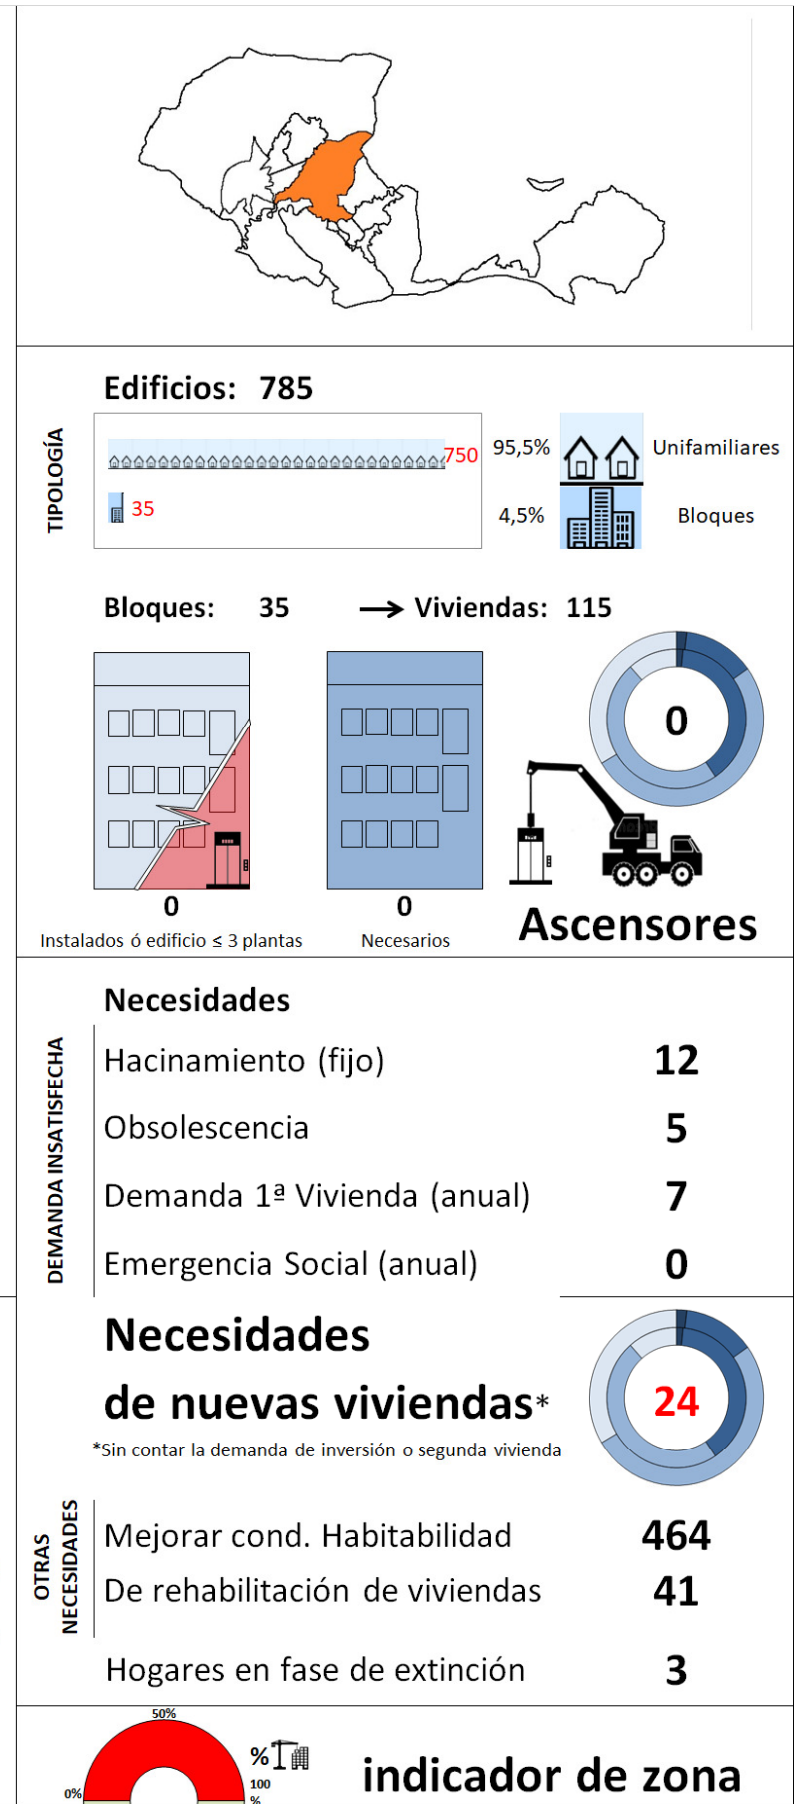 Edificios: 785
TIPOLOGÍA
750
95,5%
Unifamiliares
35
4,5%
Bloques
Bloques: 35 → Viviendas: 115
0
0
0
Instalados ó edificio ≤ 3 plantas
Necesarios
Ascensores
Necesidades
DEMANDA INSATISFECHA
Hacinamiento (fijo) 12
Obsolescencia 5
Demanda 1ª Vivienda (anual) 7
Emergencia Social (anual) 0
Necesidades
de nuevas viviendas*
24
*Sin contar la demanda de inversión o segunda vivienda
OTRAS
NECESIDADES
Mejorar cond. Habitabilidad 464
De rehabilitación de viviendas 41
Hogares en fase de extinción 3
50%
%
0%
100
%
indicador de zona